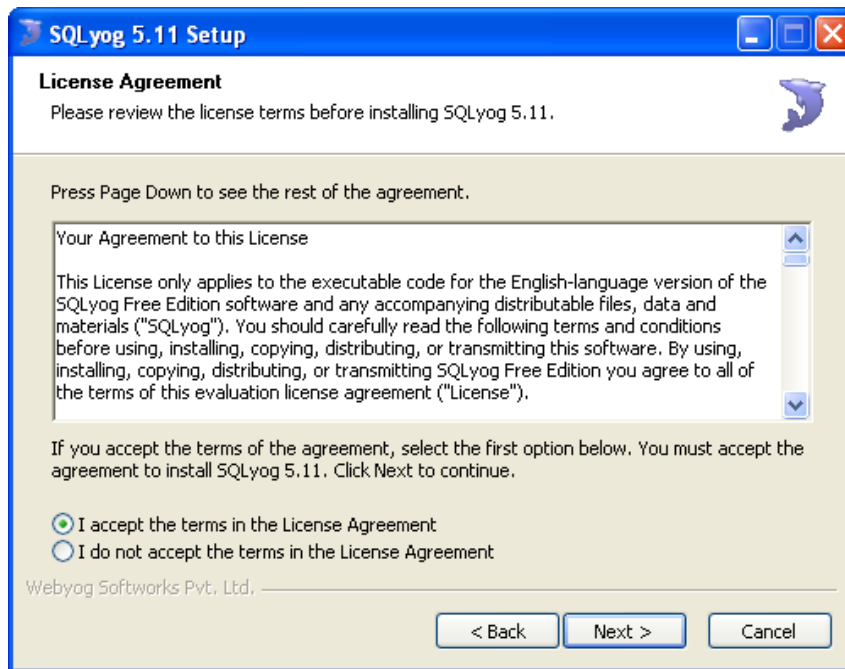 SQLyog 5.11 Setup
License Agreement
Please review the license terms before installing SQLyog 5.11.
Press Page Down to see the rest of the agreement.
Your Agreement to this License
This License only applies to the executable code for the English-language version of the
SQLyog Free Edition software and any accompanying distributable files, data and
materials ("SQLyog"). You should carefully read the following terms and conditions
before using, installing, copying, distributing, or transmitting this software. By using,
installing, copying, distributing, or transmitting SQLyog Free Edition you agree to all of
the terms of this evaluation license agreement ("License").
If you accept the terms of the agreement, select the first option below. You must accept the
agreement to install SQLyog 5.11. Click Next to continue.
I accept the terms in the License Agreement
I do not accept the terms in the License Agreement
Webyog Softworks Pvt. Ltd.
< Back Next > Cancel